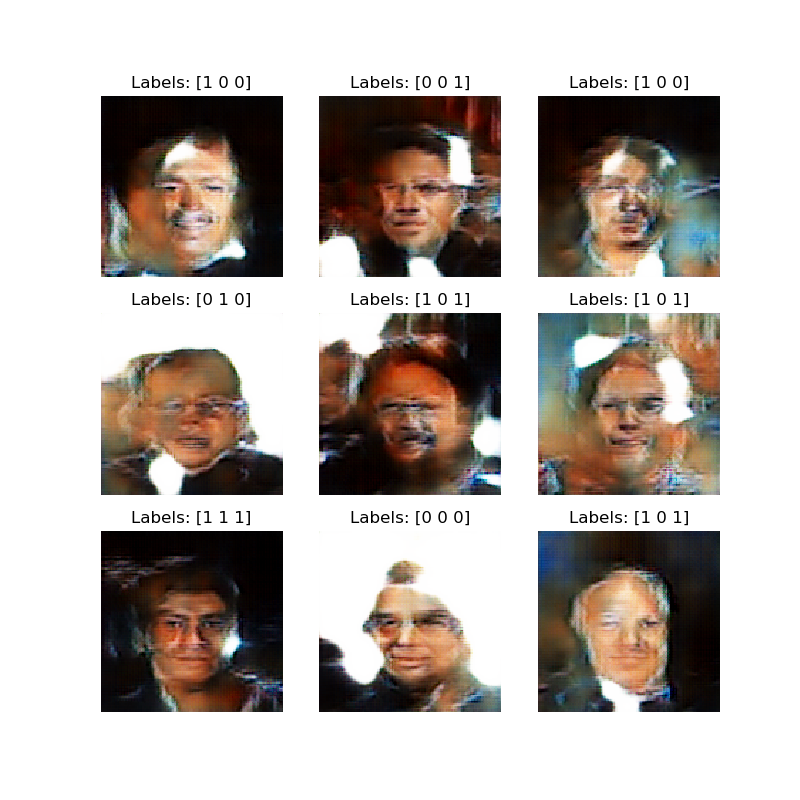 Labels: [1 0 0]
Labels: [0 0 1]
Labels: [1 0 0]
Labels: [0 1 0]
Labels: [1 0 1]
Labels: [1 0 1]
Labels: [1 1 1]
Labels: [0 0 0]
Labels: [1 0 1]